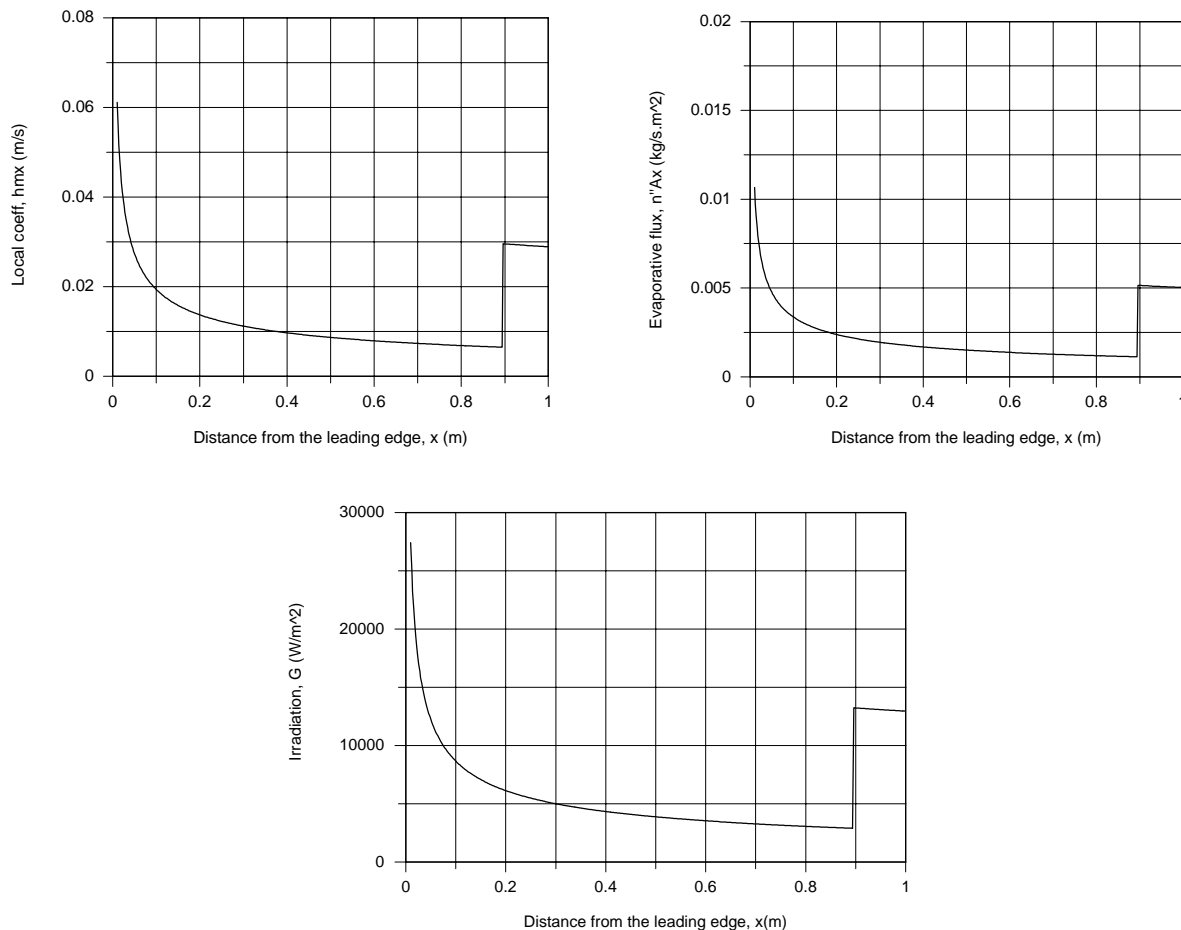 0.08
0.06
0.04
0.02
0
Local coeff, hmx (m/s)
0 0.2 0.4 0.6 0.8 1
Distance from the leading edge, x (m)
0.02
0.015
0.01
0.005
0
Evaporative flux, n"Ax (kg/s.m^2)
0 0.2 0.4 0.6 0.8 1
Distance from the leading edge, x (m)
30000
20000
10000
0
Irradiation, G (W/m^2)
0 0.2 0.4 0.6 0.8 1
Distance from the leading edge, x(m)